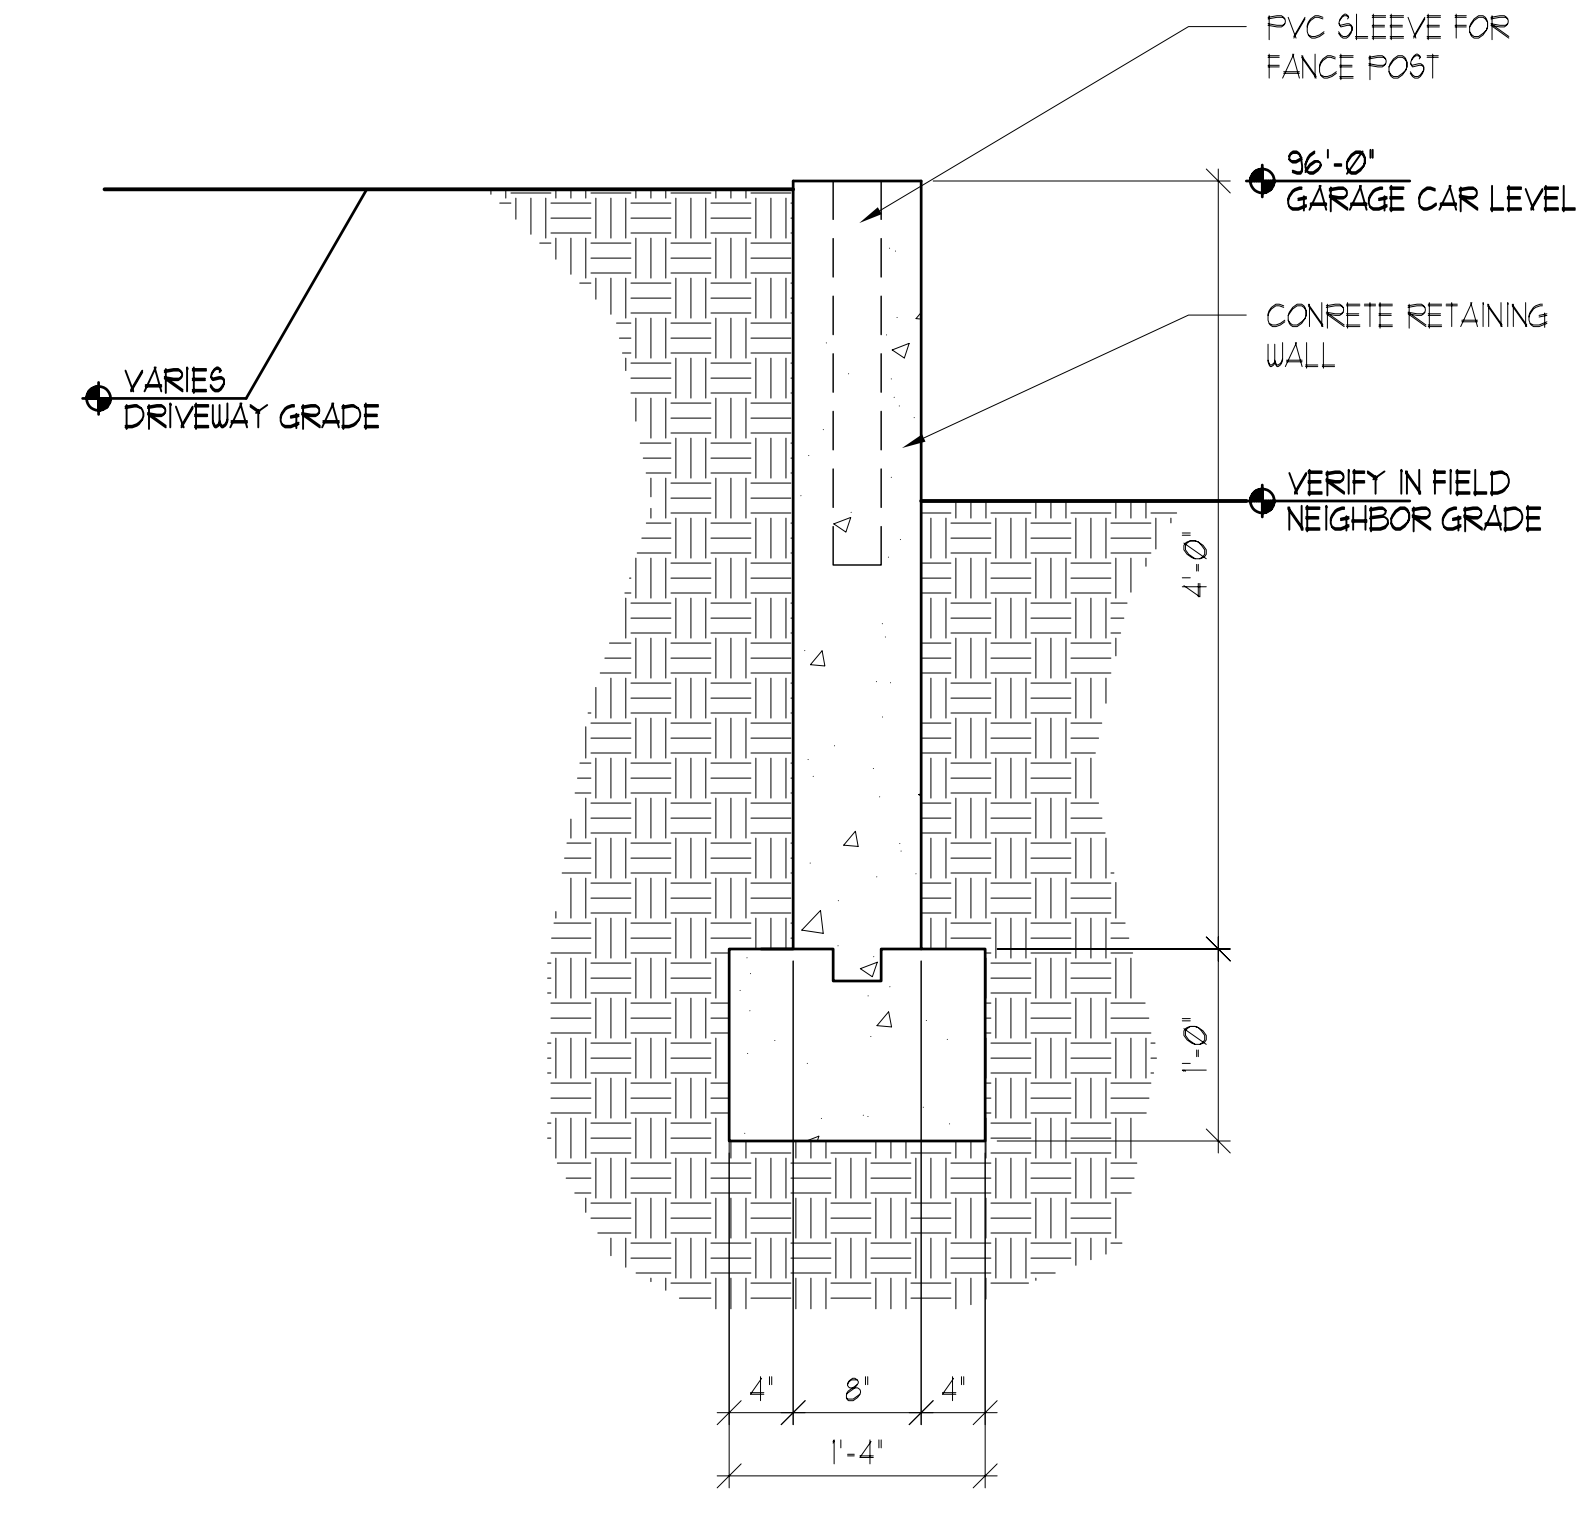 PVC SLEEVE FOR
FANCE POST
96'-0"
GARAGE CAR LEVEL
CONRETE RETAINING
WALL
VARIES
DRIVEWAY GRADE
VERIFY IN FIELD
NEIGHBOR GRADE
4'-0"
1'-0"
4"
8"
4"
1'-4"